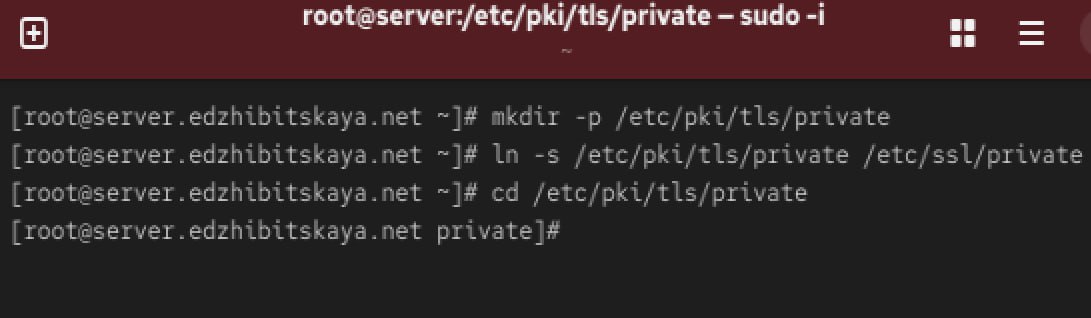 root@server:/etc/pki/tls/private – sudo -i
~
[root@server.edzhibitskaya.net ~]# mkdir -p /etc/pki/tls/private
[root@server.edzhibitskaya.net ~]# ln -s /etc/pki/tls/private /etc/ssl/private
[root@server.edzhibitskaya.net ~]# cd /etc/pki/tls/private
[root@server.edzhibitskaya.net private]#